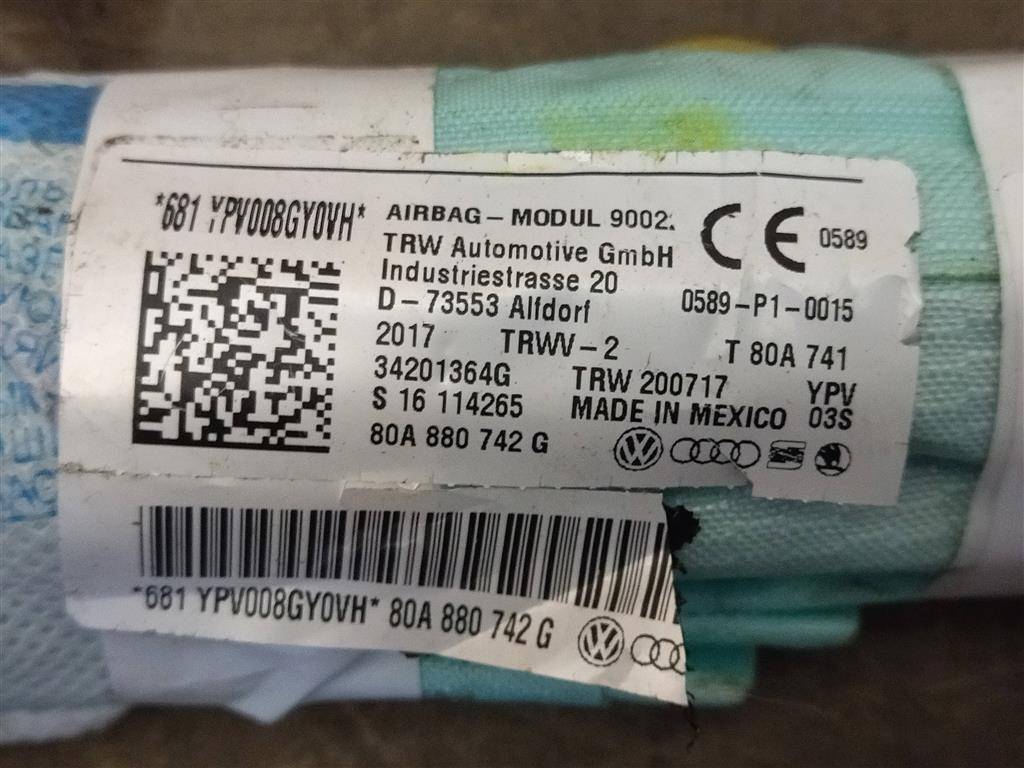 *681 YPV008GY0VH*
AIRBAG-MODUL 9002.
TRW Automotive GmbH
Industriestrasse 20
D-73553 Alfdorf
2017 TRWV-2
34201364G
S 16 114265
80A 880 742 G
CE 0589
0589-P1-0015
T 80A 741
TRW 200717 YPV
MADE IN MEXICO 03S
*681 YPV008GY0VH* 80A 880 742 G